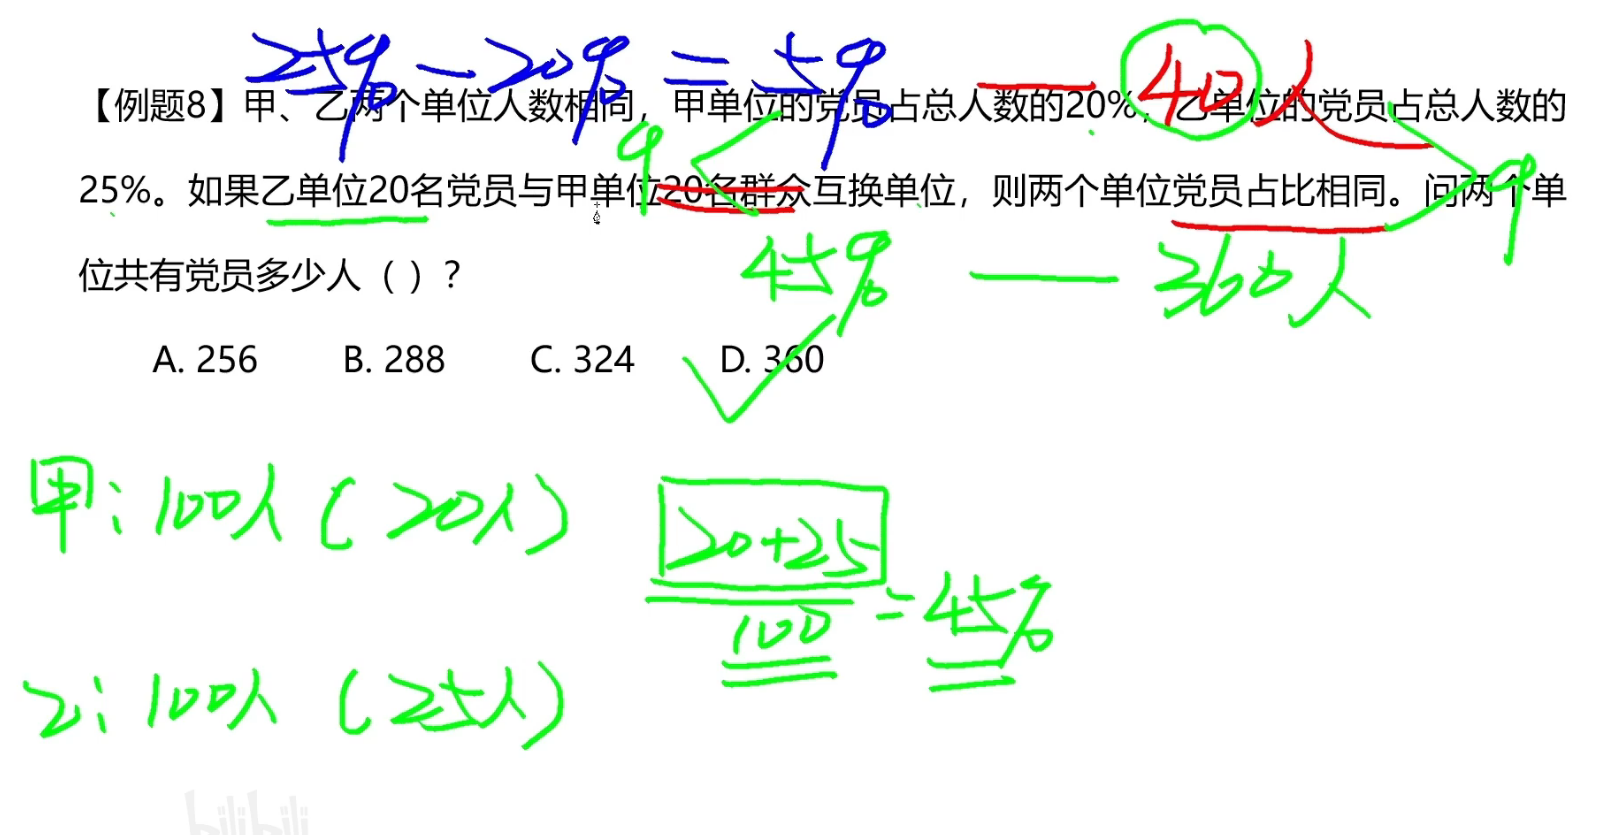 25% - 20% = 5% — 40人
【例题8】甲、乙两个单位人数相同，甲单位的党员占总人数的20%，乙单位的党员占总人数的
25%。如果乙单位20名党员与甲单位20名群众互换单位，则两个单位党员占比相同。问两个单
9 9
位共有党员多少人（ ）？
45% — 360人
A. 256 B. 288 C. 324 D. 360
甲: 100人 ( 20人 )
20+25
100
= 45%
乙: 100人 ( 25人 )
bilibili